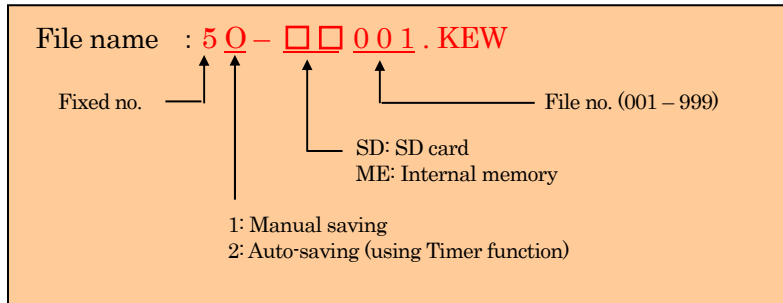 File name : 5 O – □□ 0 0 1 . KEW
Fixed no.
File no. (001 – 999)
SD: SD card
ME: Internal memory
1: Manual saving
2: Auto-saving (using Timer function)